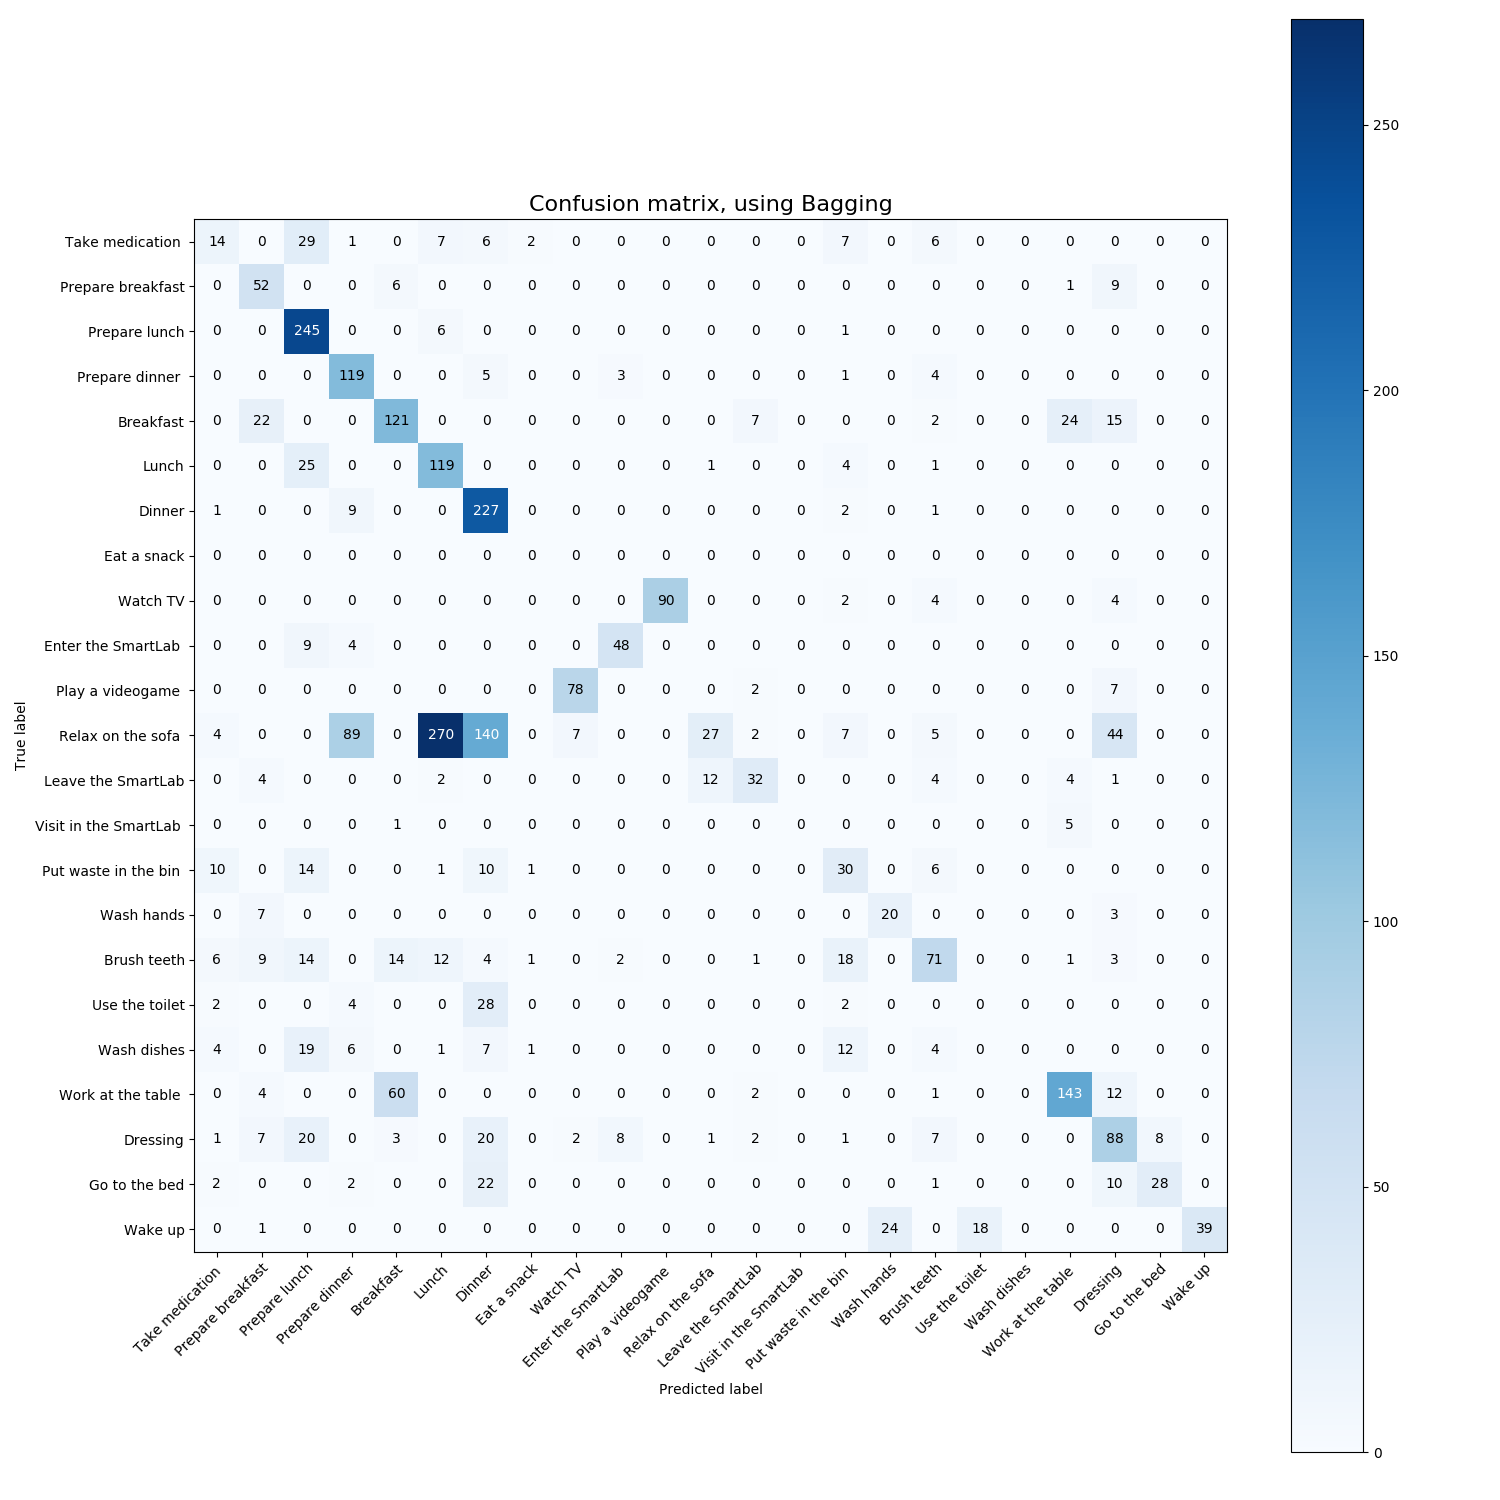 Confusion matrix, using Bagging
250
200
150
100
50
0
True label
Take medication 14 0 29 1 0 7 6 2 0 0 0 0 0 0 7 0 6 0 0 0 0 0 0
Prepare breakfast 0 52 0 0 6 0 0 0 0 0 0 0 0 0 0 0 0 0 0 1 9 0 0
Prepare lunch 0 0 245 0 0 6 0 0 0 0 0 0 0 0 1 0 0 0 0 0 0 0 0
Prepare dinner 0 0 0 119 0 0 5 0 0 3 0 0 0 0 1 0 4 0 0 0 0 0 0
Breakfast 0 22 0 0 121 0 0 0 0 0 0 0 7 0 0 0 2 0 0 24 15 0 0
Lunch 0 0 25 0 0 119 0 0 0 0 0 1 0 0 4 0 1 0 0 0 0 0 0
Dinner 1 0 0 9 0 0 227 0 0 0 0 0 0 0 2 0 1 0 0 0 0 0 0
Eat a snack 0 0 0 0 0 0 0 0 0 0 0 0 0 0 0 0 0 0 0 0 0 0 0
Watch TV 0 0 0 0 0 0 0 0 0 0 90 0 0 0 2 0 4 0 0 0 4 0 0
Enter the SmartLab 0 0 9 4 0 0 0 0 0 48 0 0 0 0 0 0 0 0 0 0 0 0 0
Play a videogame 0 0 0 0 0 0 0 0 78 0 0 0 2 0 0 0 0 0 0 0 7 0 0
Relax on the sofa 4 0 0 89 0 270 140 0 7 0 0 27 2 0 7 0 5 0 0 0 44 0 0
Leave the SmartLab 0 4 0 0 0 2 0 0 0 0 0 12 32 0 0 0 4 0 0 4 1 0 0
Visit in the SmartLab 0 0 0 0 1 0 0 0 0 0 0 0 0 0 0 0 0 0 0 5 0 0 0
Put waste in the bin 10 0 14 0 0 1 10 1 0 0 0 0 0 0 30 0 6 0 0 0 0 0 0
Wash hands 0 7 0 0 0 0 0 0 0 0 0 0 0 0 0 20 0 0 0 0 3 0 0
Brush teeth 6 9 14 0 14 12 4 1 0 2 0 0 1 0 18 0 71 0 0 1 3 0 0
Use the toilet 2 0 0 4 0 0 28 0 0 0 0 0 0 0 2 0 0 0 0 0 0 0 0
Wash dishes 4 0 19 6 0 1 7 1 0 0 0 0 0 0 12 0 4 0 0 0 0 0 0
Work at the table 0 4 0 0 60 0 0 0 0 0 0 0 2 0 0 0 1 0 0 143 12 0 0
Dressing 1 7 20 0 3 0 20 0 2 8 0 1 2 0 1 0 7 0 0 0 88 8 0
Go to the bed 2 0 0 2 0 0 22 0 0 0 0 0 0 0 0 0 1 0 0 0 10 28 0
Wake up 0 1 0 0 0 0 0 0 0 0 0 0 0 0 0 24 0 18 0 0 0 0 39
Take medication
Prepare breakfast
Prepare lunch
Prepare dinner
Breakfast
Lunch
Dinner
Eat a snack
Watch TV
Enter the SmartLab
Play a videogame
Relax on the sofa
Leave the SmartLab
Visit in the SmartLab
Put waste in the bin
Wash hands
Brush teeth
Use the toilet
Wash dishes
Work at the table
Dressing
Go to the bed
Wake up
Predicted label